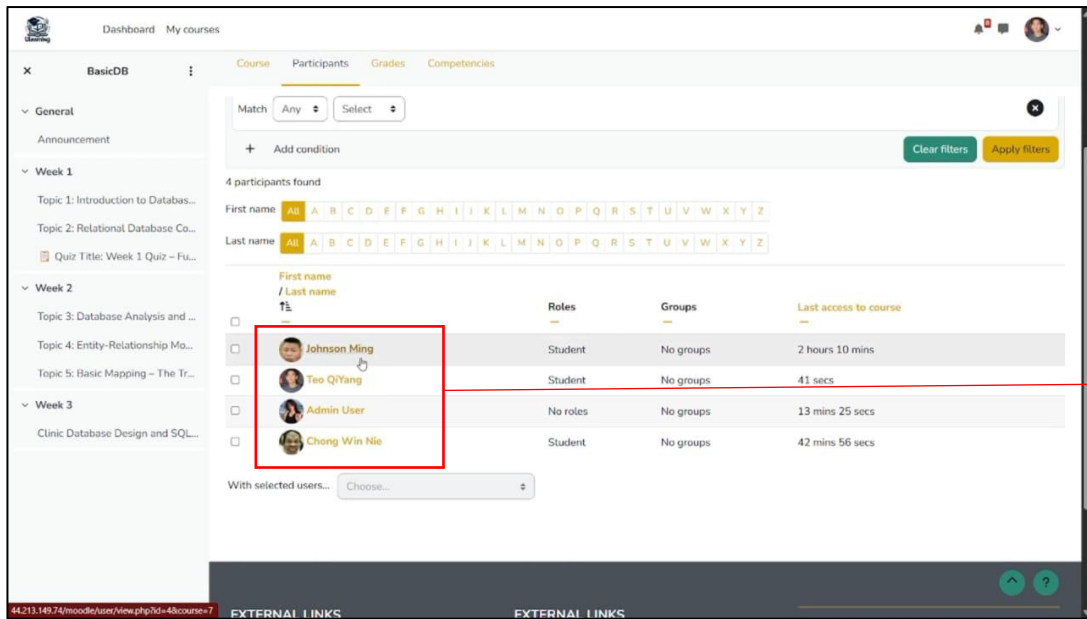 Dashboard My courses
BasicDB
Course Participants Grades Competencies
General
Announcement
Week 1
Topic 1: Introduction to Databas...
Topic 2: Relational Database Co...
Quiz Title: Week 1 Quiz – Fu...
Week 2
Topic 3: Database Analysis and ...
Topic 4: Entity-Relationship Mo...
Topic 5: Basic Mapping – The Tr...
Week 3
Clinic Database Design and SQL...
Match Any Select
+ Add condition Clear filters Apply filters
4 participants found
First name All A B C D E F G H I J K L M N O P Q R S T U V W X Y Z
Last name All A B C D E F G H I J K L M N O P Q R S T U V W X Y Z
First name
/ Last name
Roles Groups Last access to course
Johnson Ming Student No groups 2 hours 10 mins
Teo QiYang Student No groups 41 secs
Admin User No roles No groups 13 mins 25 secs
Chong Win Nie Student No groups 42 mins 56 secs
With selected users... Choose...
?
44.213.149.74/moodle/user/view.php?id=4&course=7
EXTERNAL LINKS EXTERNAL LINKS